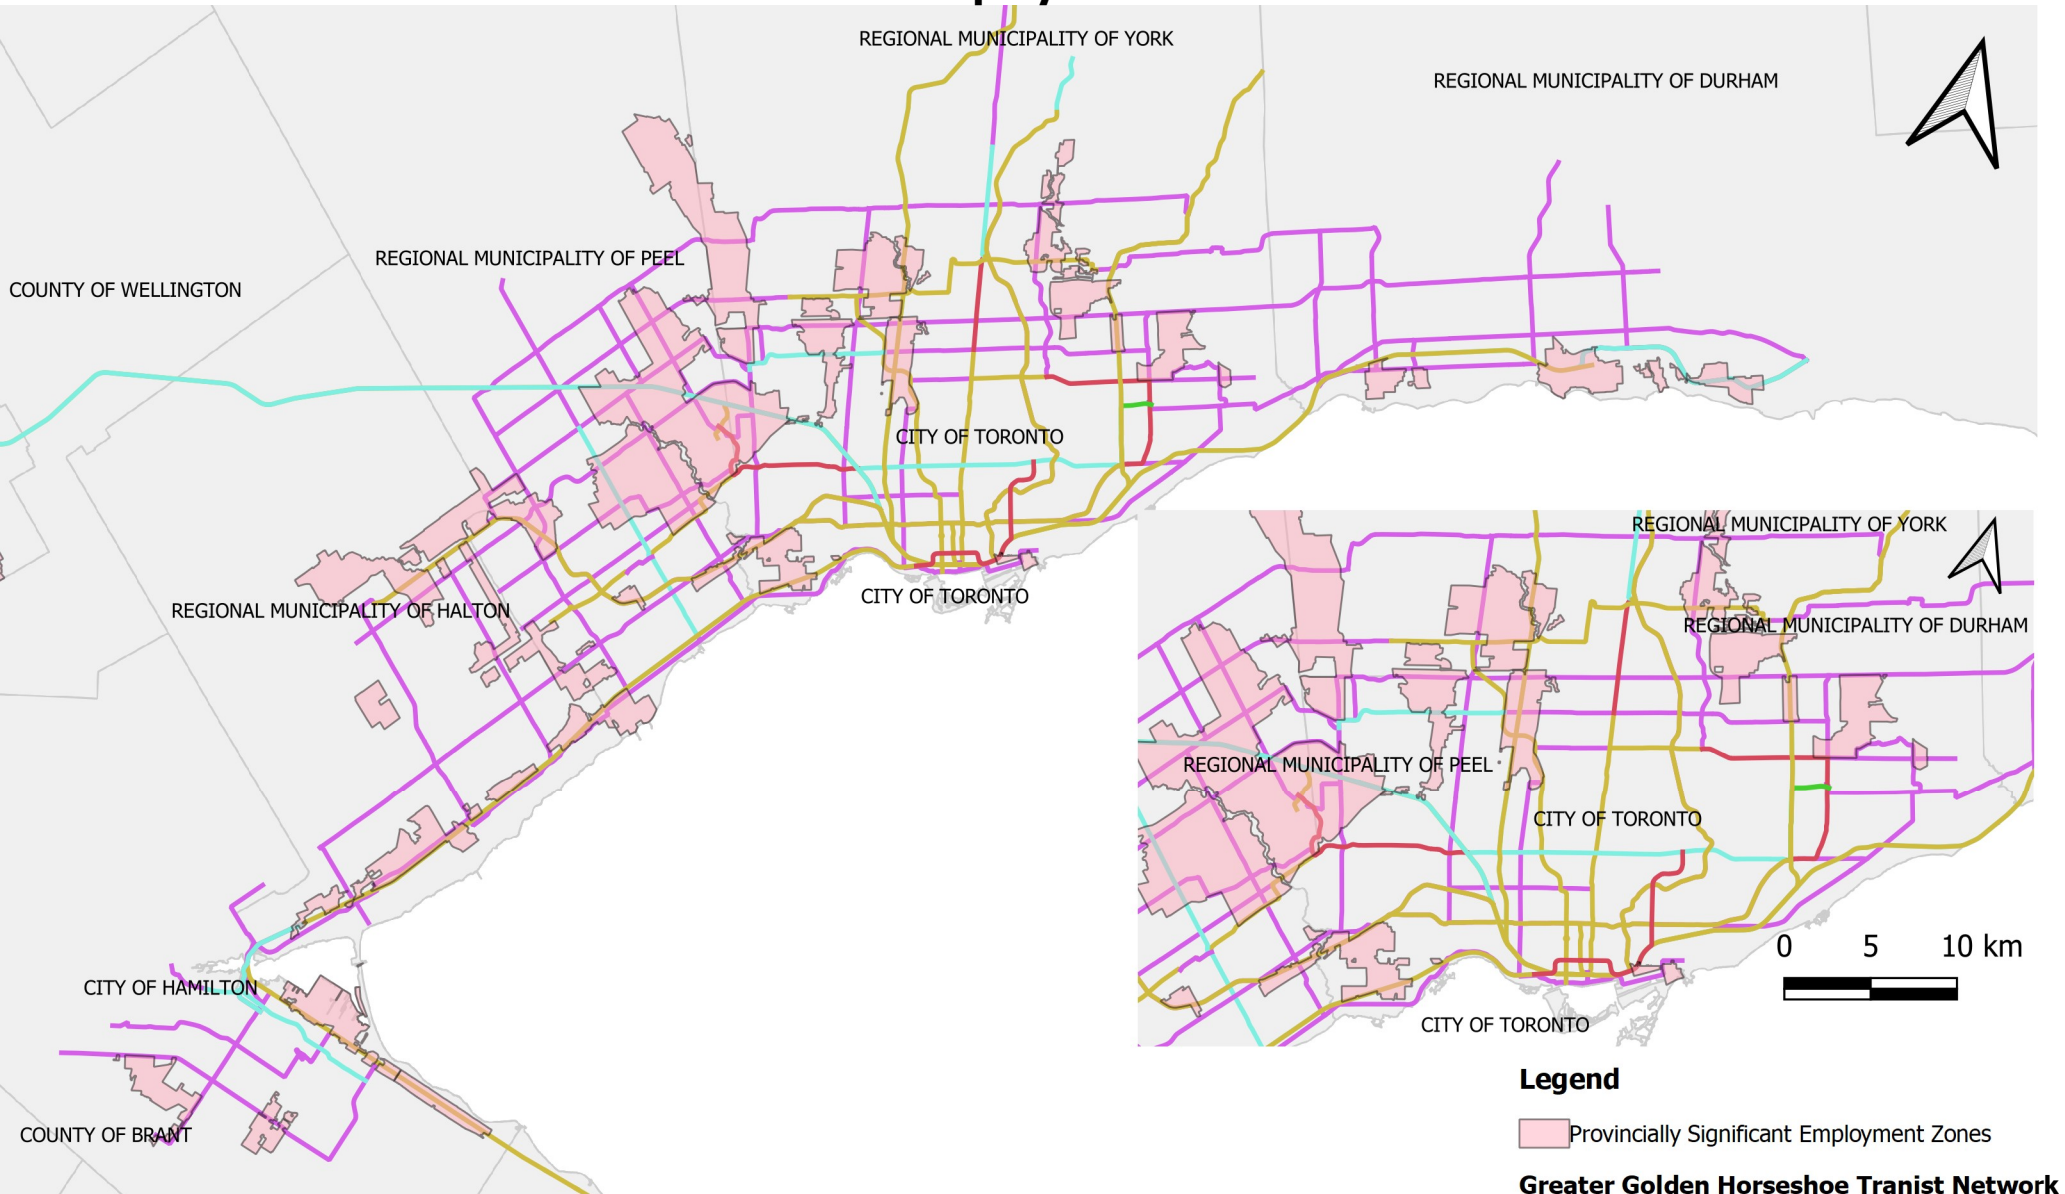 REGIONAL MUNICIPALITY OF YORK
REGIONAL MUNICIPALITY OF DURHAM
REGIONAL MUNICIPALITY OF PEEL
COUNTY OF WELLINGTON
CITY OF TORONTO
REGIONAL MUNICIPALITY OF YORK
CITY OF TORONTO
REGIONAL MUNICIPALITY OF HALTON
REGIONAL MUNICIPALITY OF DURHAM
REGIONAL MUNICIPALITY OF PEEL
CITY OF TORONTO
0 5 10 km
CITY OF HAMILTON
CITY OF TORONTO
Legend
COUNTY OF BRANT
Provincially Significant Employment Zones
Greater Golden Horseshoe Tranist Network